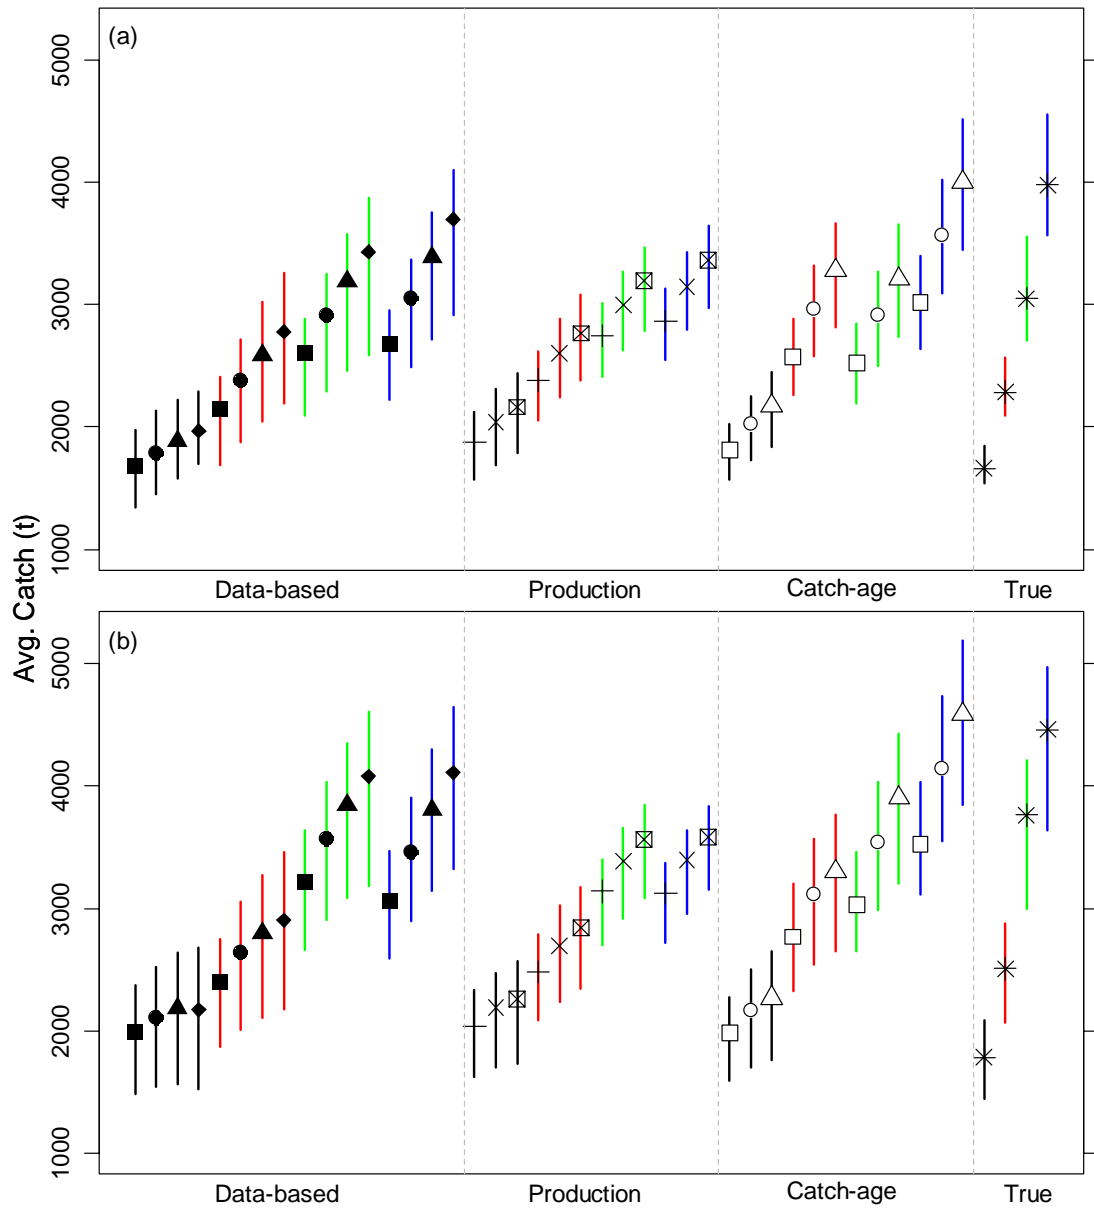 (a)
5000
4000
3000
2000
1000
Data-based Production Catch-age True
Avg. Catch (t)
(b)
5000
4000
3000
2000
1000
Data-based Production Catch-age True